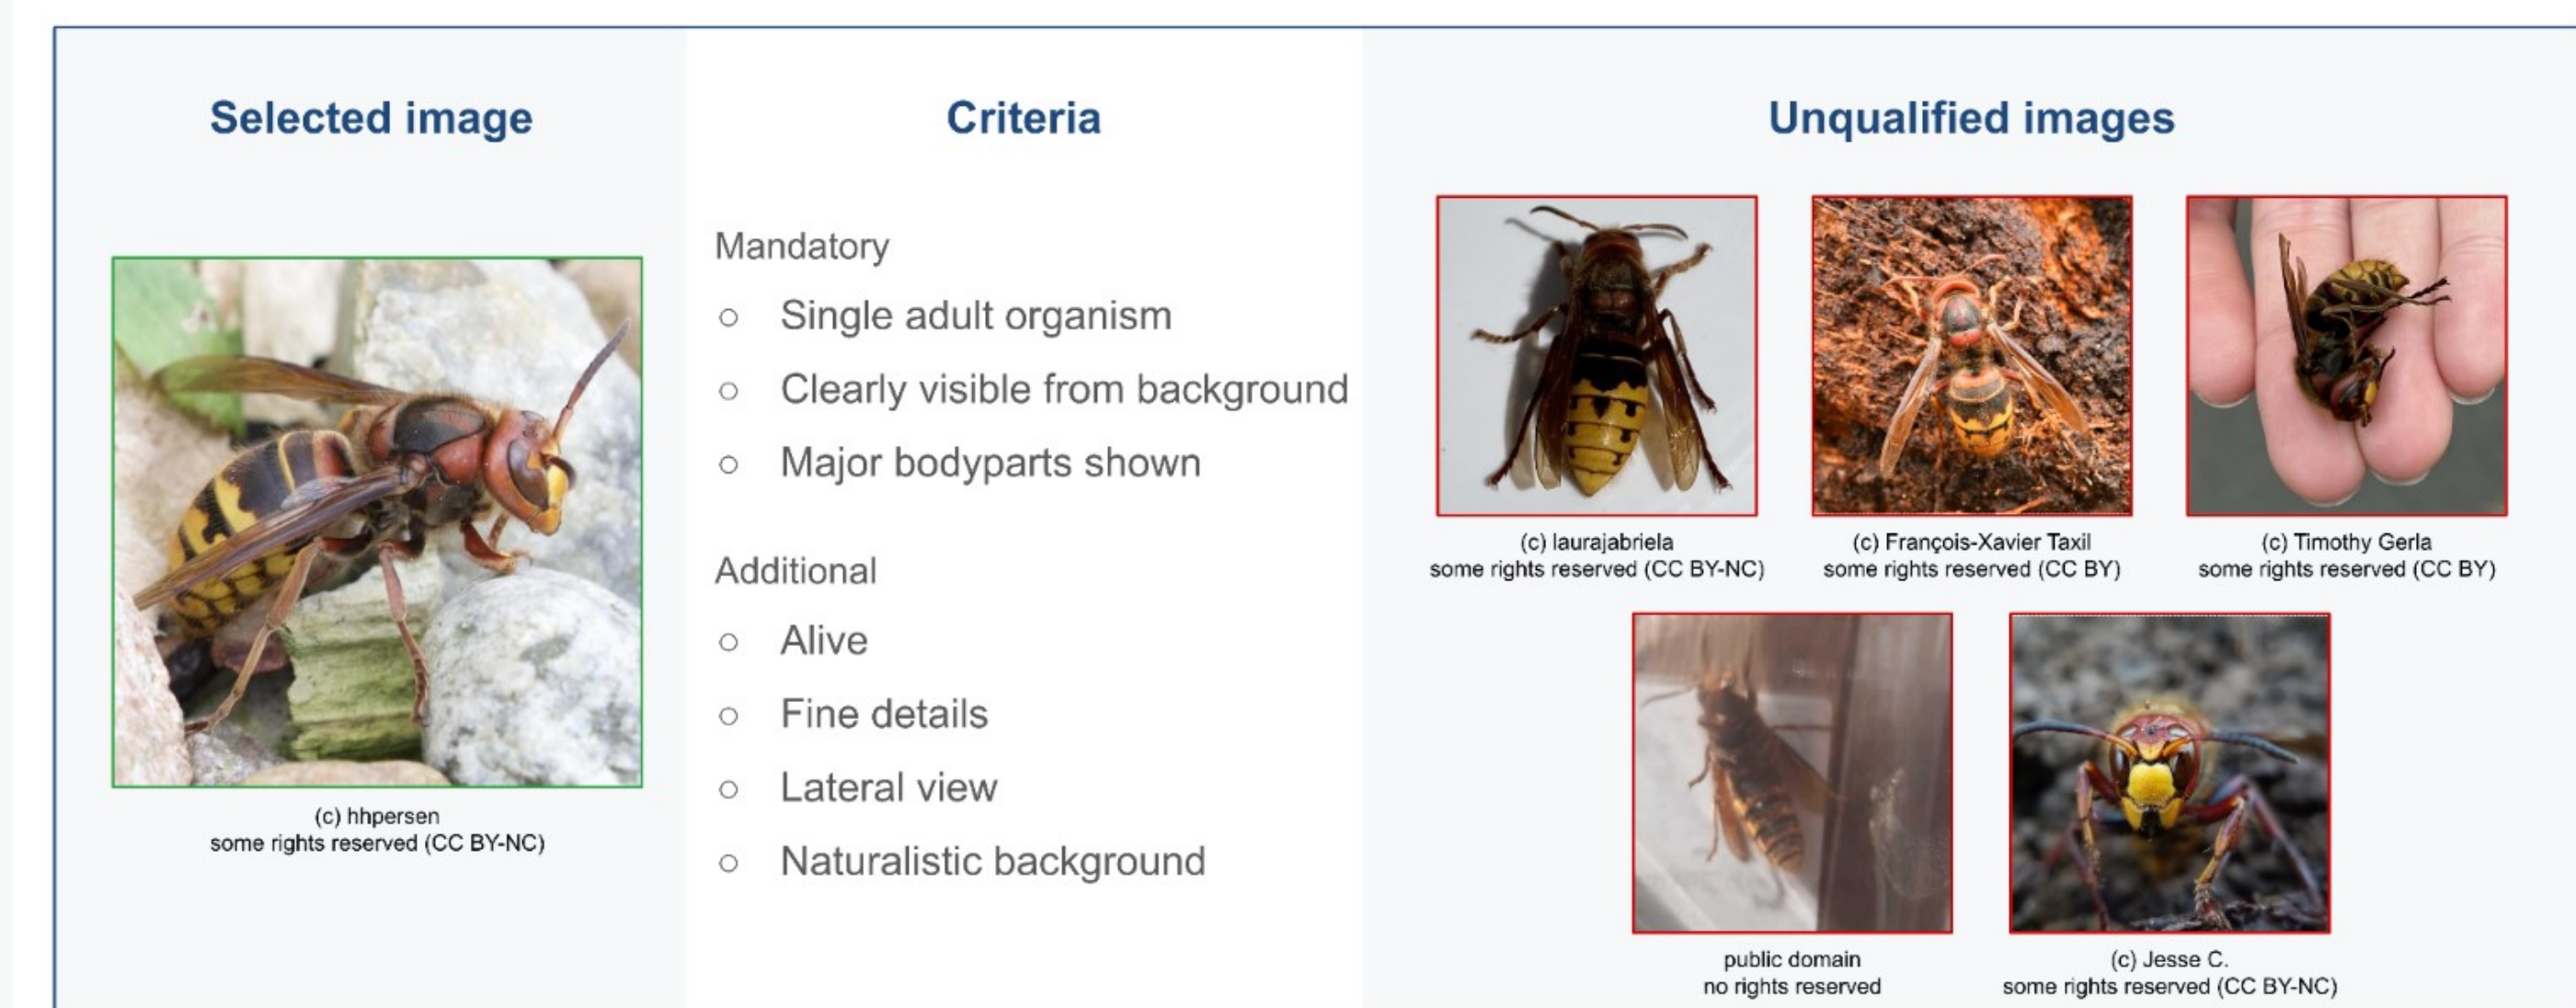 Selected image
(c) hhpersen
some rights reserved (CC BY-NC)
Criteria
Mandatory
○ Single adult organism
○ Clearly visible from background
○ Major bodyparts shown
Additional
○ Alive
○ Fine details
○ Lateral view
○ Naturalistic background
Unqualified images
(c) laurajabriela
some rights reserved (CC BY-NC)
(c) François-Xavier Taxil
some rights reserved (CC BY)
(c) Timothy Gerla
some rights reserved (CC BY)
public domain
no rights reserved
(c) Jesse C.
some rights reserved (CC BY-NC)